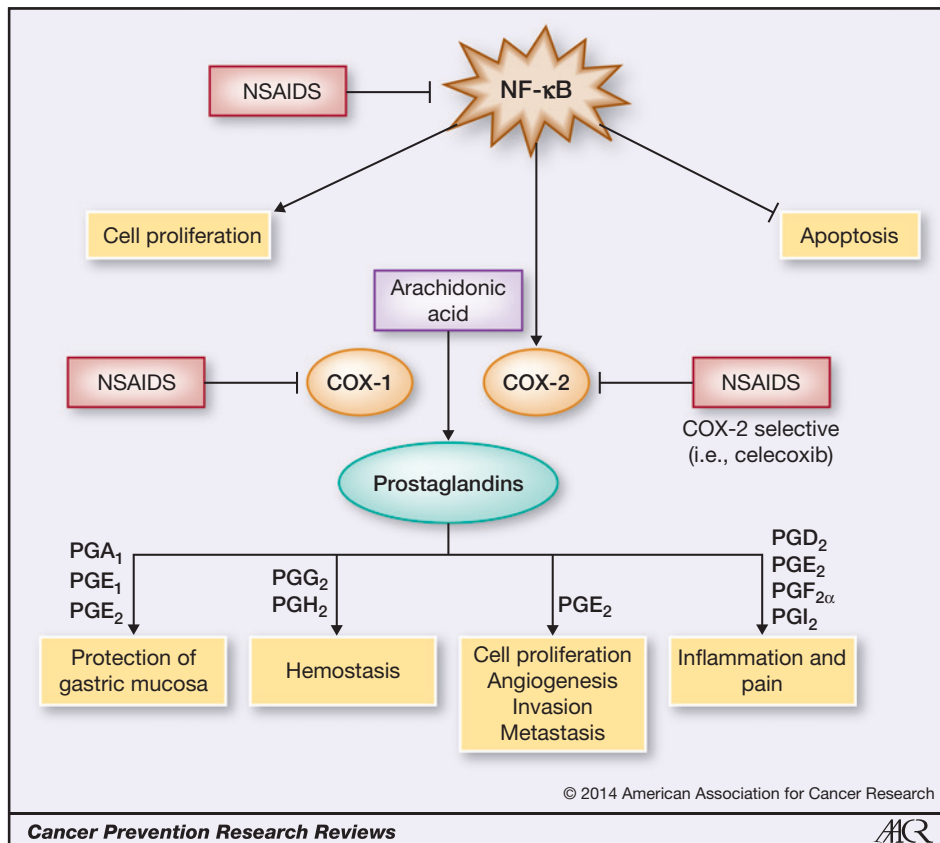 NSAIDS
NF-κB
Cell proliferation
Apoptosis
Arachidonic
acid
NSAIDS
COX-1
COX-2
NSAIDS
COX-2 selective
(i.e., celecoxib)
Prostaglandins
PGA₁
PGE₁
PGE₂
PGG₂
PGH₂
PGE₂
PGD₂
PGE₂
PGF₂α
PGI₂
Protection of
gastric mucosa
Hemostasis
Cell proliferation
Angiogenesis
Invasion
Metastasis
Inflammation and
pain
© 2014 American Association for Cancer Research
Cancer Prevention Research Reviews
AACR